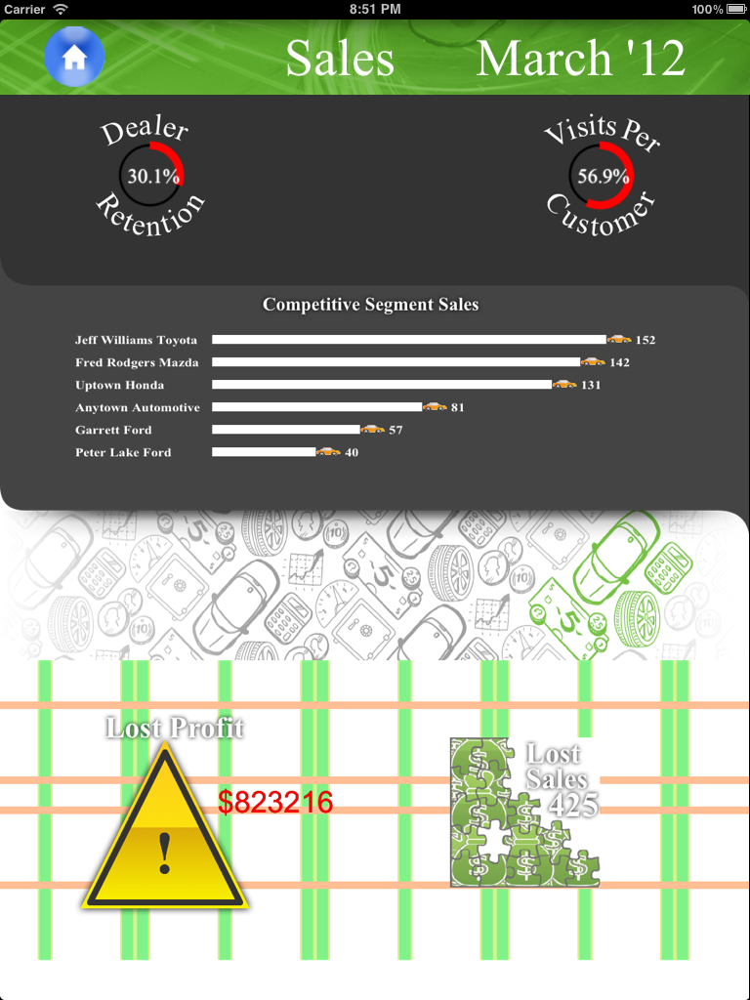 Carrier 8:51 PM 100%
Sales March '12
Dealer
30.1%
Retention
Visits Per
56.9%
Customer
Competitive Segment Sales
Jeff Williams Toyota 152
Fred Rodgers Mazda 142
Uptown Honda 131
Anytown Automotive 81
Garrett Ford 57
Peter Lake Ford 40
Lost Profit
!
$823216
Lost
Sales
425